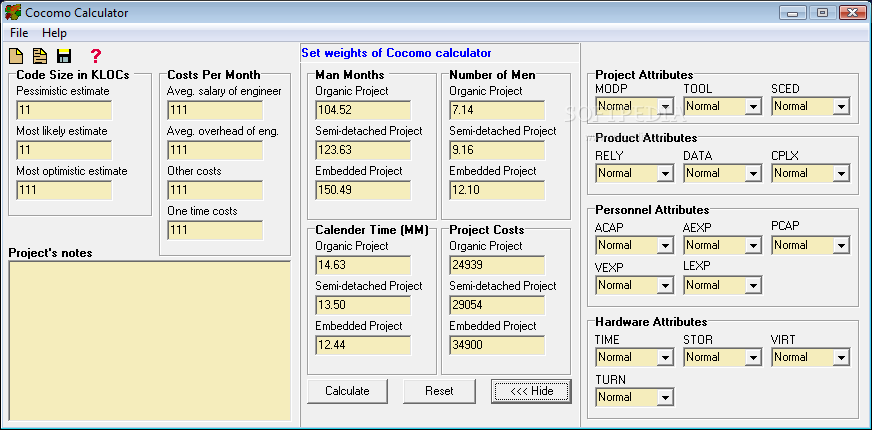 Cocomo Calculator
File Help
?
Code Size in KLOCs
Pessimistic estimate
11
Most likely estimate
11
Most optimistic estimate
111
Costs Per Month
Aveg. salary of engineer
111
Aveg. overhead of eng.
111
Other costs
111
One time costs
111
Project's notes
Set weights of Cocomo calculator
Man Months
Organic Project
104.52
Semi-detached Project
123.63
Embedded Project
150.49
Number of Men
Organic Project
7.14
Semi-detached Project
9.16
Embedded Project
12.10
Calender Time (MM)
Organic Project
14.63
Semi-detached Project
13.50
Embedded Project
12.44
Project Costs
Organic Project
24939
Semi-detached Project
29054
Embedded Project
34900
Calculate Reset <<< Hide
Project Attributes
MODP TOOL SCED
Normal Normal Normal
SOFTPEDIA
Product Attributes
RELY DATA CPLX
Normal Normal Normal
Personnel Attributes
ACAP AEXP PCAP
Normal Normal Normal
VEXP LEXP
Normal Normal
Hardware Attributes
TIME STOR VIRT
Normal Normal Normal
TURN
Normal